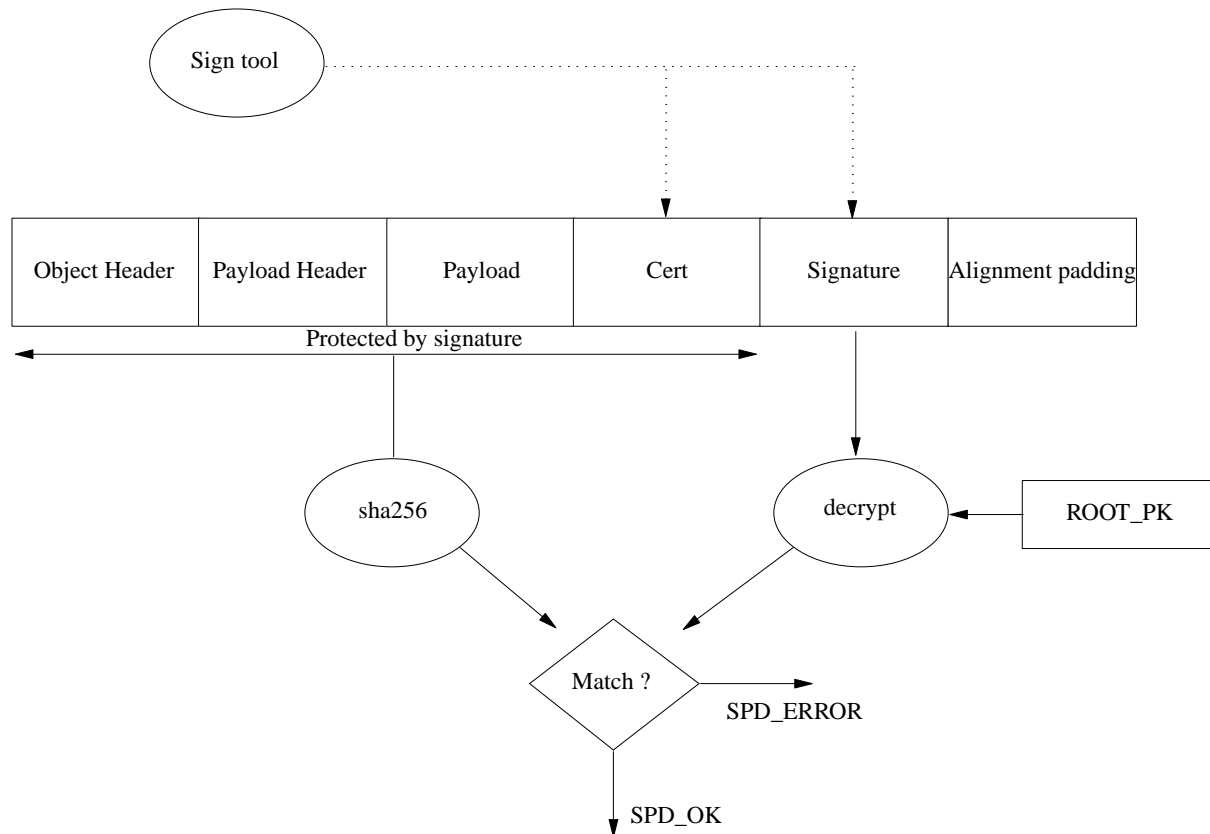 Sign tool
Object Header
Payload Header
Payload
Cert
Signature
Alignment padding
Protected by signature
sha256
decrypt
ROOT_PK
Match ?
SPD_ERROR
SPD_OK